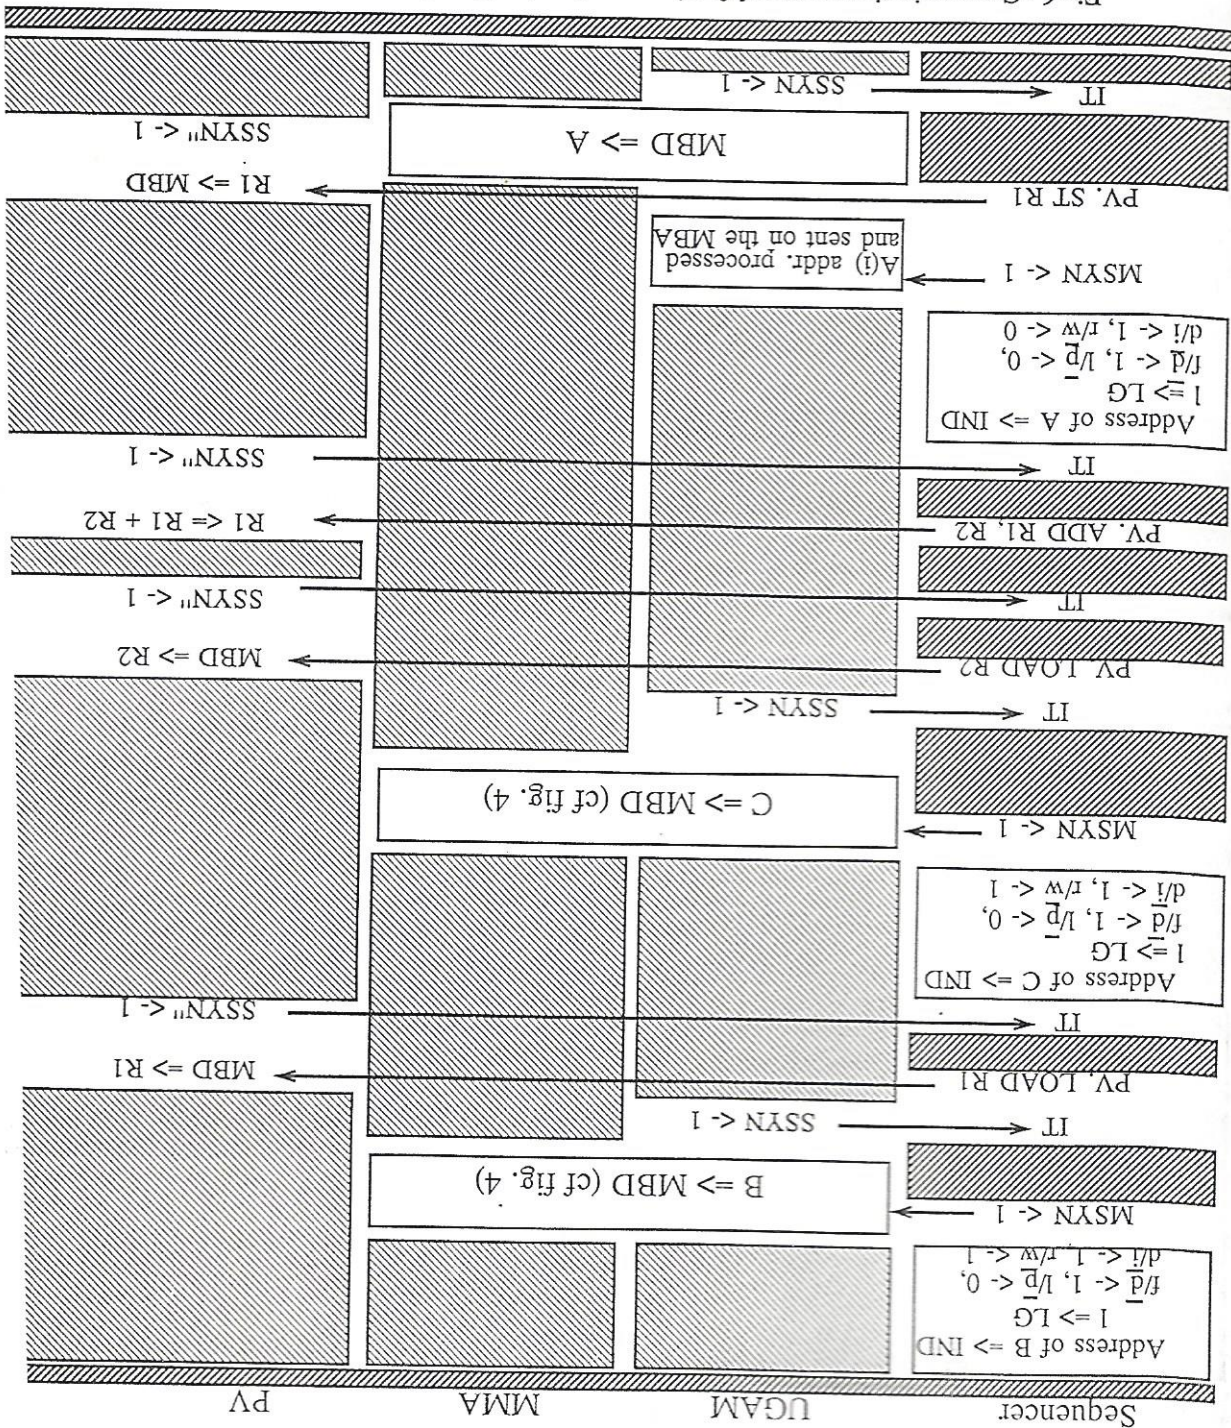 Sequencer UGAM MMA PV
Address of B => IND
1 => LG
f/d̄ <- 1, l/p̄ <- 0,
d/ī <- 1, r/w̄ <- 1
MSYN <- 1
B => MBD (cf fig. 4)
IT SSYN <- 1
PV. LOAD R1 MBD => R1
IT SSYN'' <- 1
Address of C => IND
1 => LG
f/d̄ <- 1, l/p̄ <- 0,
d/ī <- 1, r/w̄ <- 1
MSYN <- 1
C => MBD (cf fig. 4)
IT SSYN <- 1
PV. LOAD R2 MBD => R2
IT SSYN'' <- 1
PV. ADD R1, R2 R1 <= R1 + R2
IT SSYN'' <- 1
Address of A => IND
1 => LG
f/d̄ <- 1, l/p̄ <- 0,
d/ī <- 1, r/w̄ <- 0
MSYN <- 1
A(i) addr. processed
and sent on the MBA
PV. ST R1 R1 => MBD
MBD => A
SSYN'' <- 1
IT SSYN <- 1